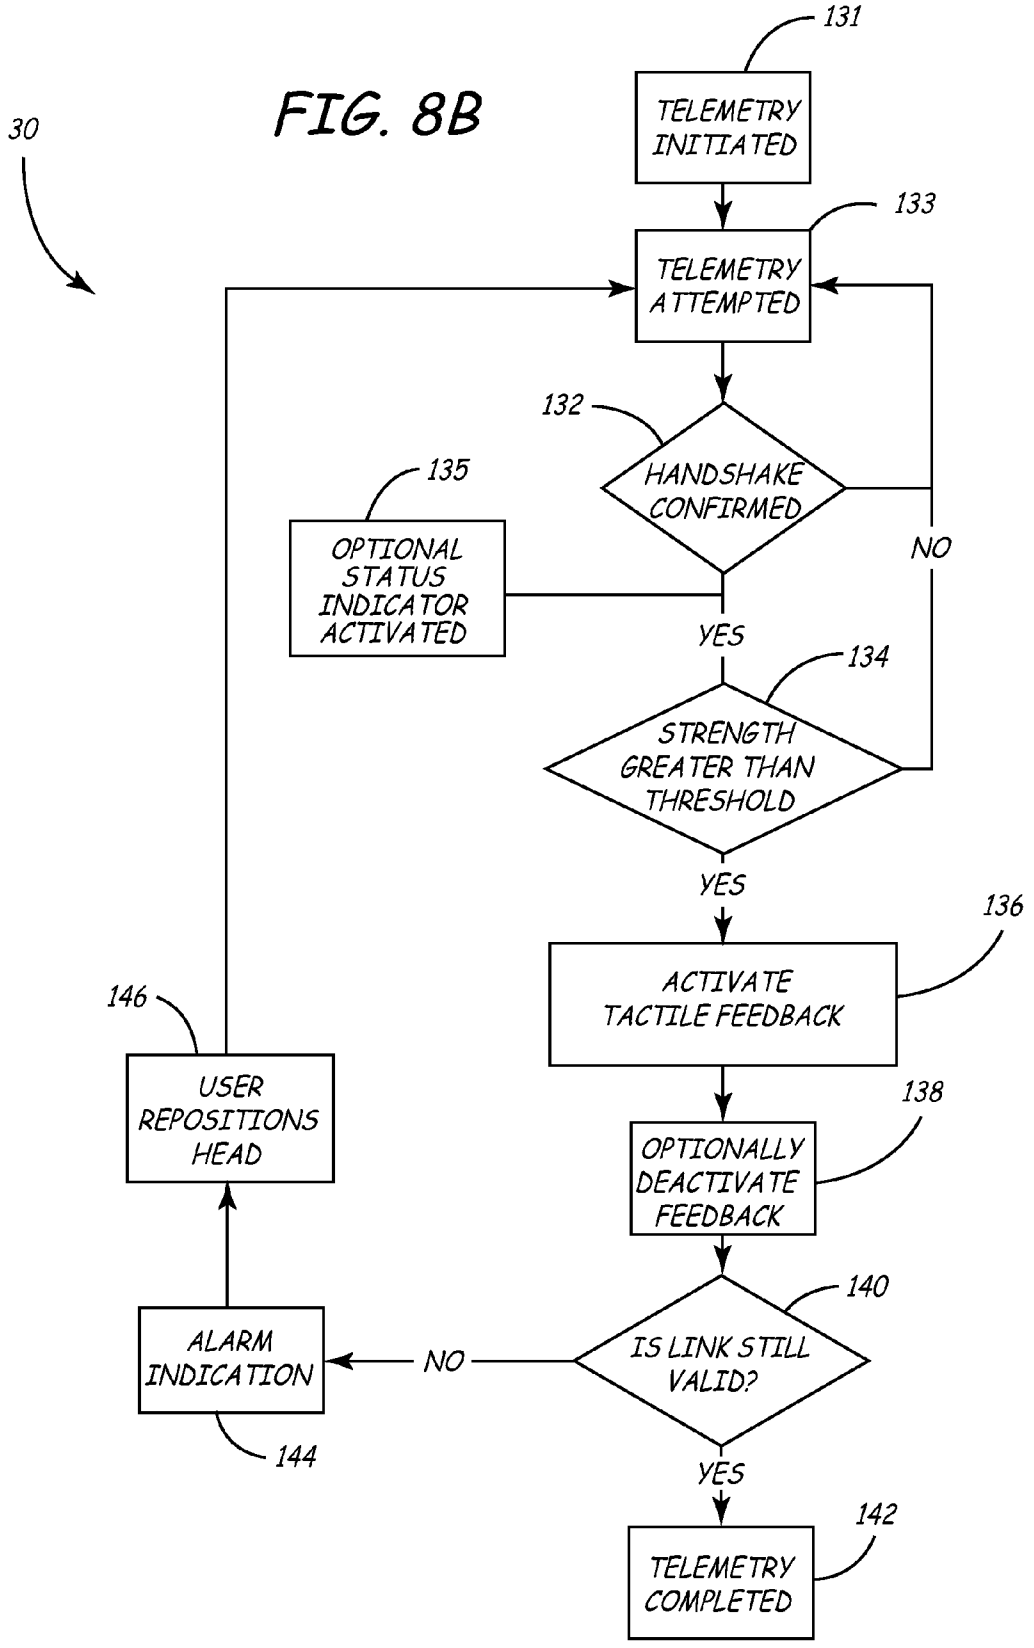 FIG. 8B
30
131
TELEMETRY
INITIATED
133
TELEMETRY
ATTEMPTED
132
HANDSHAKE
CONFIRMED
135
OPTIONAL
STATUS
INDICATOR
ACTIVATED
NO
YES
134
STRENGTH
GREATER THAN
THRESHOLD
YES
136
ACTIVATE
TACTILE FEEDBACK
146
USER
REPOSITIONS
HEAD
138
OPTIONALLY
DEACTIVATE
FEEDBACK
140
IS LINK STILL
VALID?
NO
ALARM
INDICATION
144
YES
142
TELEMETRY
COMPLETED